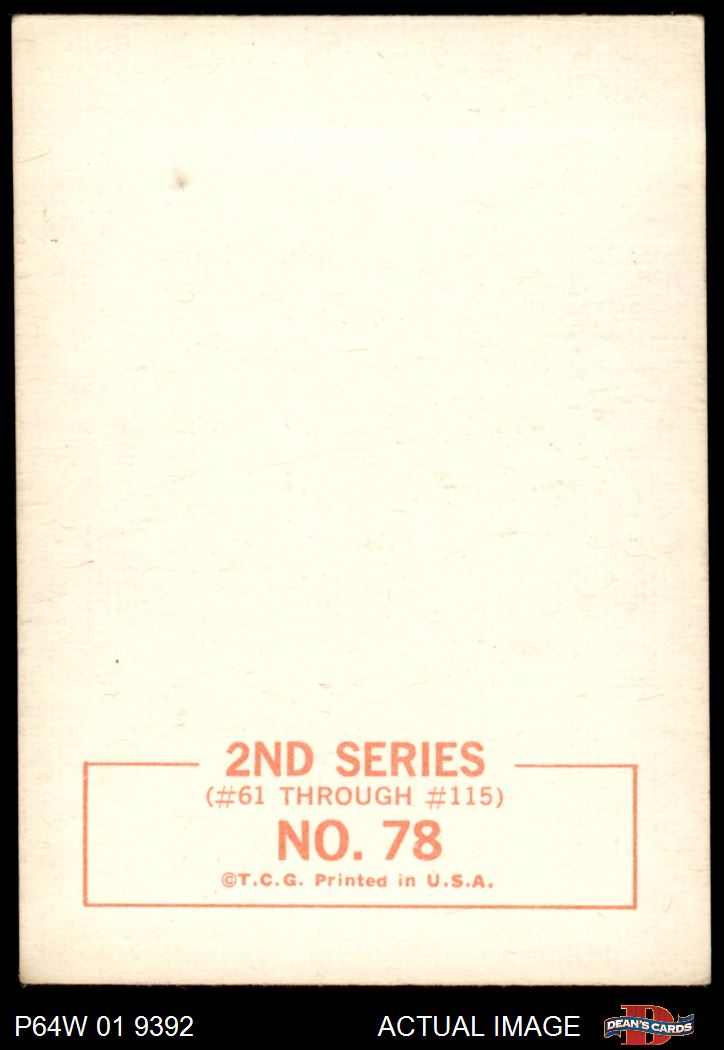 2ND SERIES
(#61 THROUGH #115)
NO. 78
©T.C.G. Printed in U.S.A.
P64W 01 9392
ACTUAL IMAGE
D
DEAN'S CARDS